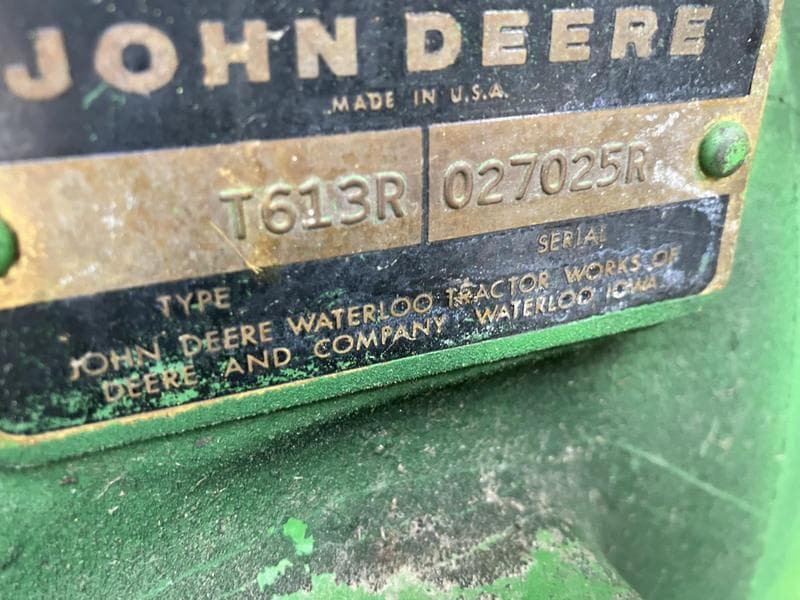 JOHN DEERE
MADE IN U.S.A.
T613R 027025R
TYPE SERIAL
JOHN DEERE WATERLOO TRACTOR WORKS OF
DEERE AND COMPANY WATERLOO IOWA